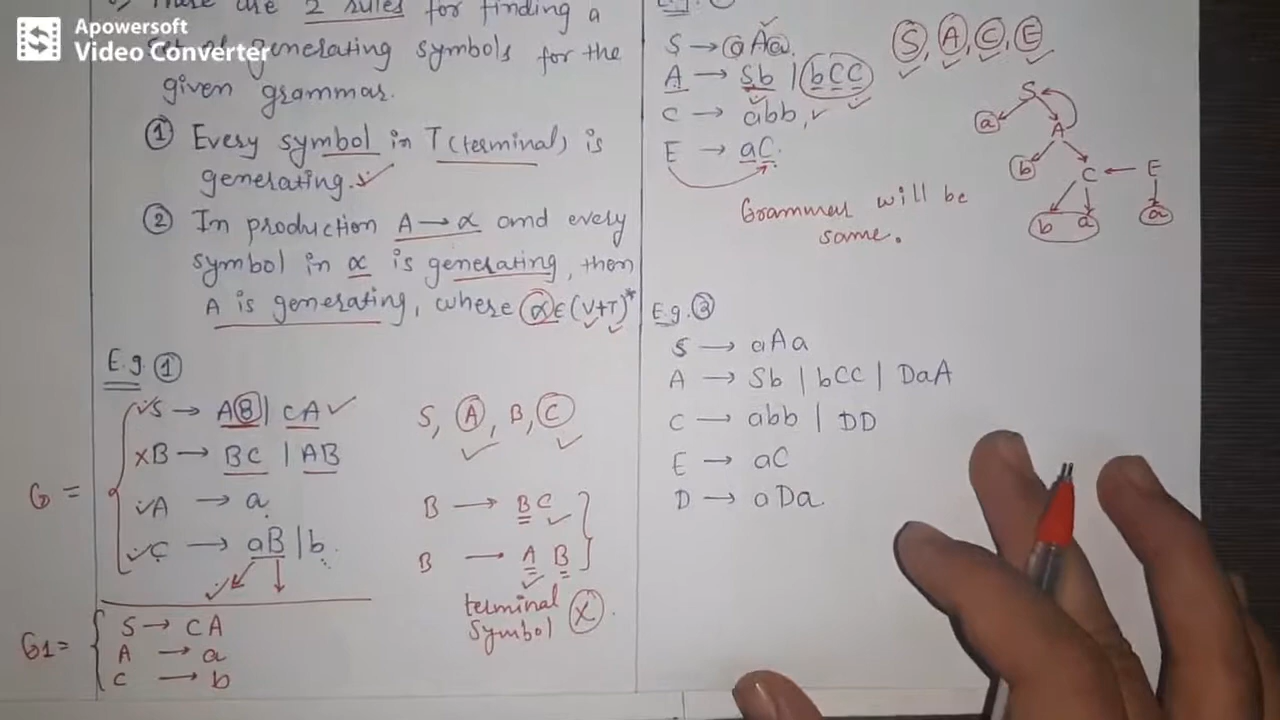 Apowersoft
Video Converter
are 2 rules for finding a
set of generating symbols for the
given grammar.
① Every symbol in T (terminal) is
generating.
② In production A → α and every
symbol in α is generating, then
A is generating, where α ∈ (V+T)*
E.g. ①
G =
S → AB | CA
B → BC | AB
A → a
C → aB | b.
S, A, B, C
B → BC
B → A B
terminal
symbol X.
G1 =
S → CA
A → a
C → b
S → aAa.
A → Sb | bCC
C → abb,
E → aC.
S, A, C, E
S
a
A
b
C
E
b a
a
Grammar will be
same.
E.g. ③
S → aAa
A → Sb | bCC | DaA
C → abb | DD
E → aC
D → aDa.